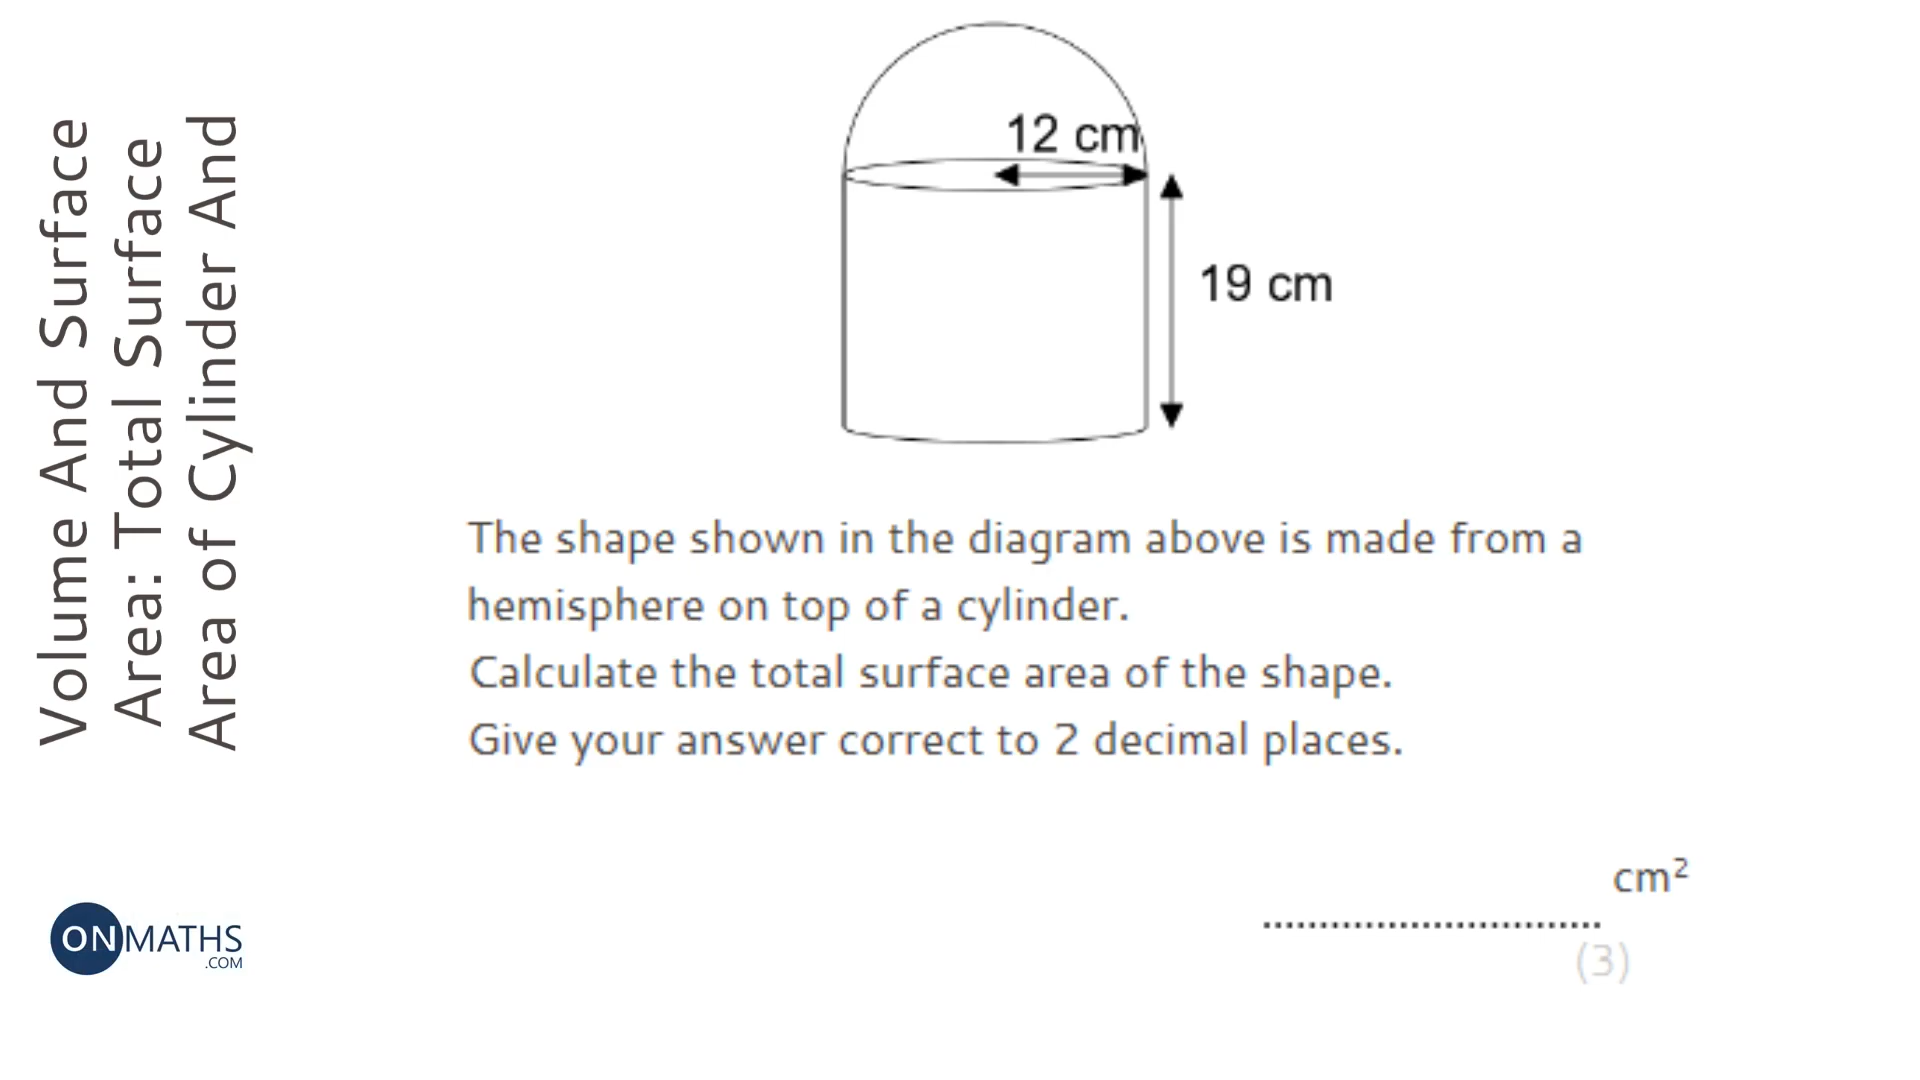 Volume And Surface
Area: Total Surface
Area of Cylinder And
12 cm
19 cm
The shape shown in the diagram above is made from a
hemisphere on top of a cylinder.
Calculate the total surface area of the shape.
Give your answer correct to 2 decimal places.
cm²
(3)
ONMATHS
.COM